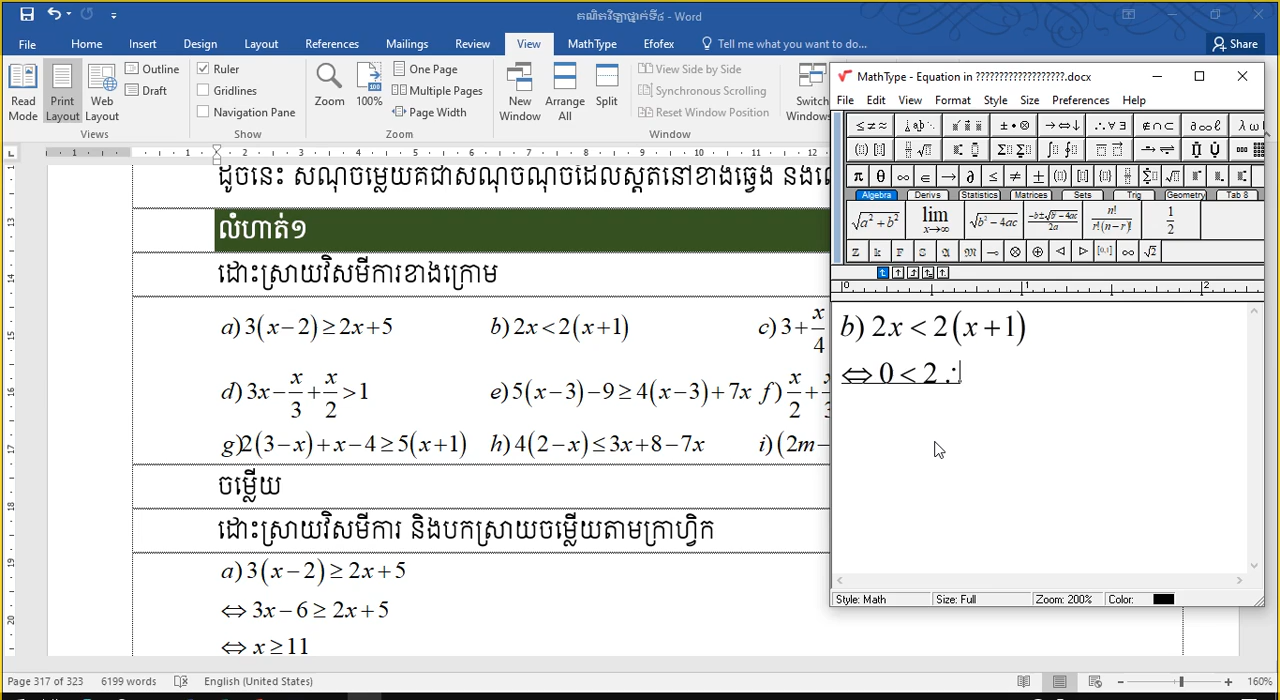 គណិតវិទ្យាថ្នាក់ទី៨ - Word
File Home Insert Design Layout References Mailings Review View MathType Efofex Tell me what you want to do... Share
Read Mode Print Layout Web Layout Outline Draft
Ruler Gridlines Navigation Pane
Zoom 100% One Page Multiple Pages Page Width
New Window Arrange All Split View Side by Side Synchronous Scrolling Reset Window Position Switch Windows
Views Show Zoom Window
MathType - Equation in ???????????????????.docx
File Edit View Format Style Size Preferences Help
Algebra Derivs Statistics Matrices Sets Trig Geometry Tab 8
ដូចនេះ សំណុំចម្លើយគឺជាសំណុំចំណុចដែលស្ថិតនៅខាងឆ្វេង
លំហាត់១
ដោះស្រាយវិសមីការខាងក្រោម
a) 3(x−2) ≥ 2x+5 b) 2x < 2(x+1) c) 3+x/4
d) 3x − x/3 + x/2 > 1 e) 5(x−3)−9 ≥ 4(x−3)+7x f) x/2 +
g) 2(3−x)+x−4 ≥ 5(x+1) h) 4(2−x) ≤ 3x+8−7x i) (2m−
ចម្លើយ
ដោះស្រាយវិសមីការ និងបកស្រាយចម្លើយតាមក្រាហ្វិក
a) 3(x−2) ≥ 2x+5
⇔ 3x−6 ≥ 2x+5
⇔ x ≥ 11
b) 2x < 2(x+1)
⇔ 0 < 2
Style: Math Size: Full Zoom: 200% Color:
Page 317 of 323 6199 words English (United States) 160%